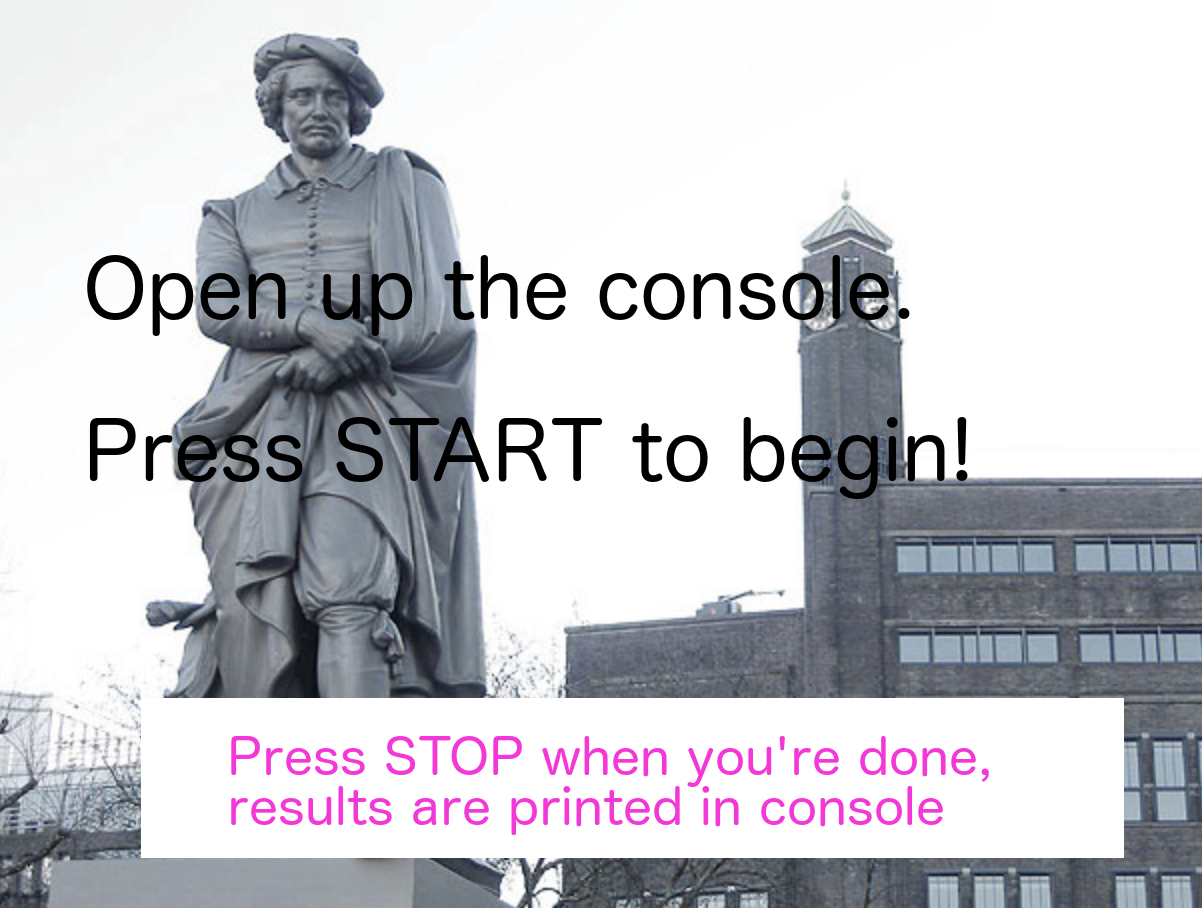 Open up the console.
Press START to begin!
Press STOP when you're done,
results are printed in console